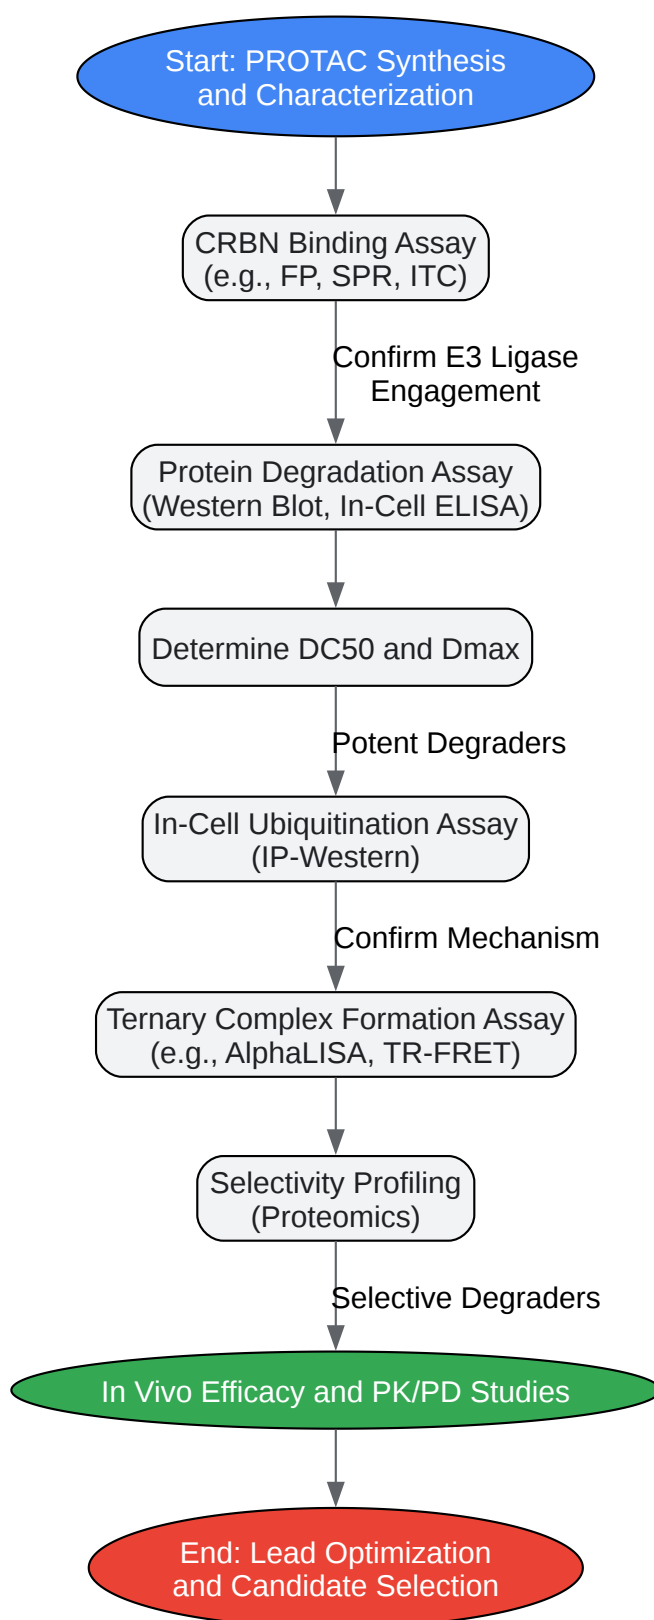 Start: PROTAC Synthesis
and Characterization
CRBN Binding Assay
(e.g., FP, SPR, ITC)
Confirm E3 Ligase
Engagement
Protein Degradation Assay
(Western Blot, In-Cell ELISA)
Determine DC50 and Dmax
Potent Degraders
In-Cell Ubiquitination Assay
(IP-Western)
Confirm Mechanism
Ternary Complex Formation Assay
(e.g., AlphaLISA, TR-FRET)
Selectivity Profiling
(Proteomics)
Selective Degraders
In Vivo Efficacy and PK/PD Studies
End: Lead Optimization
and Candidate Selection